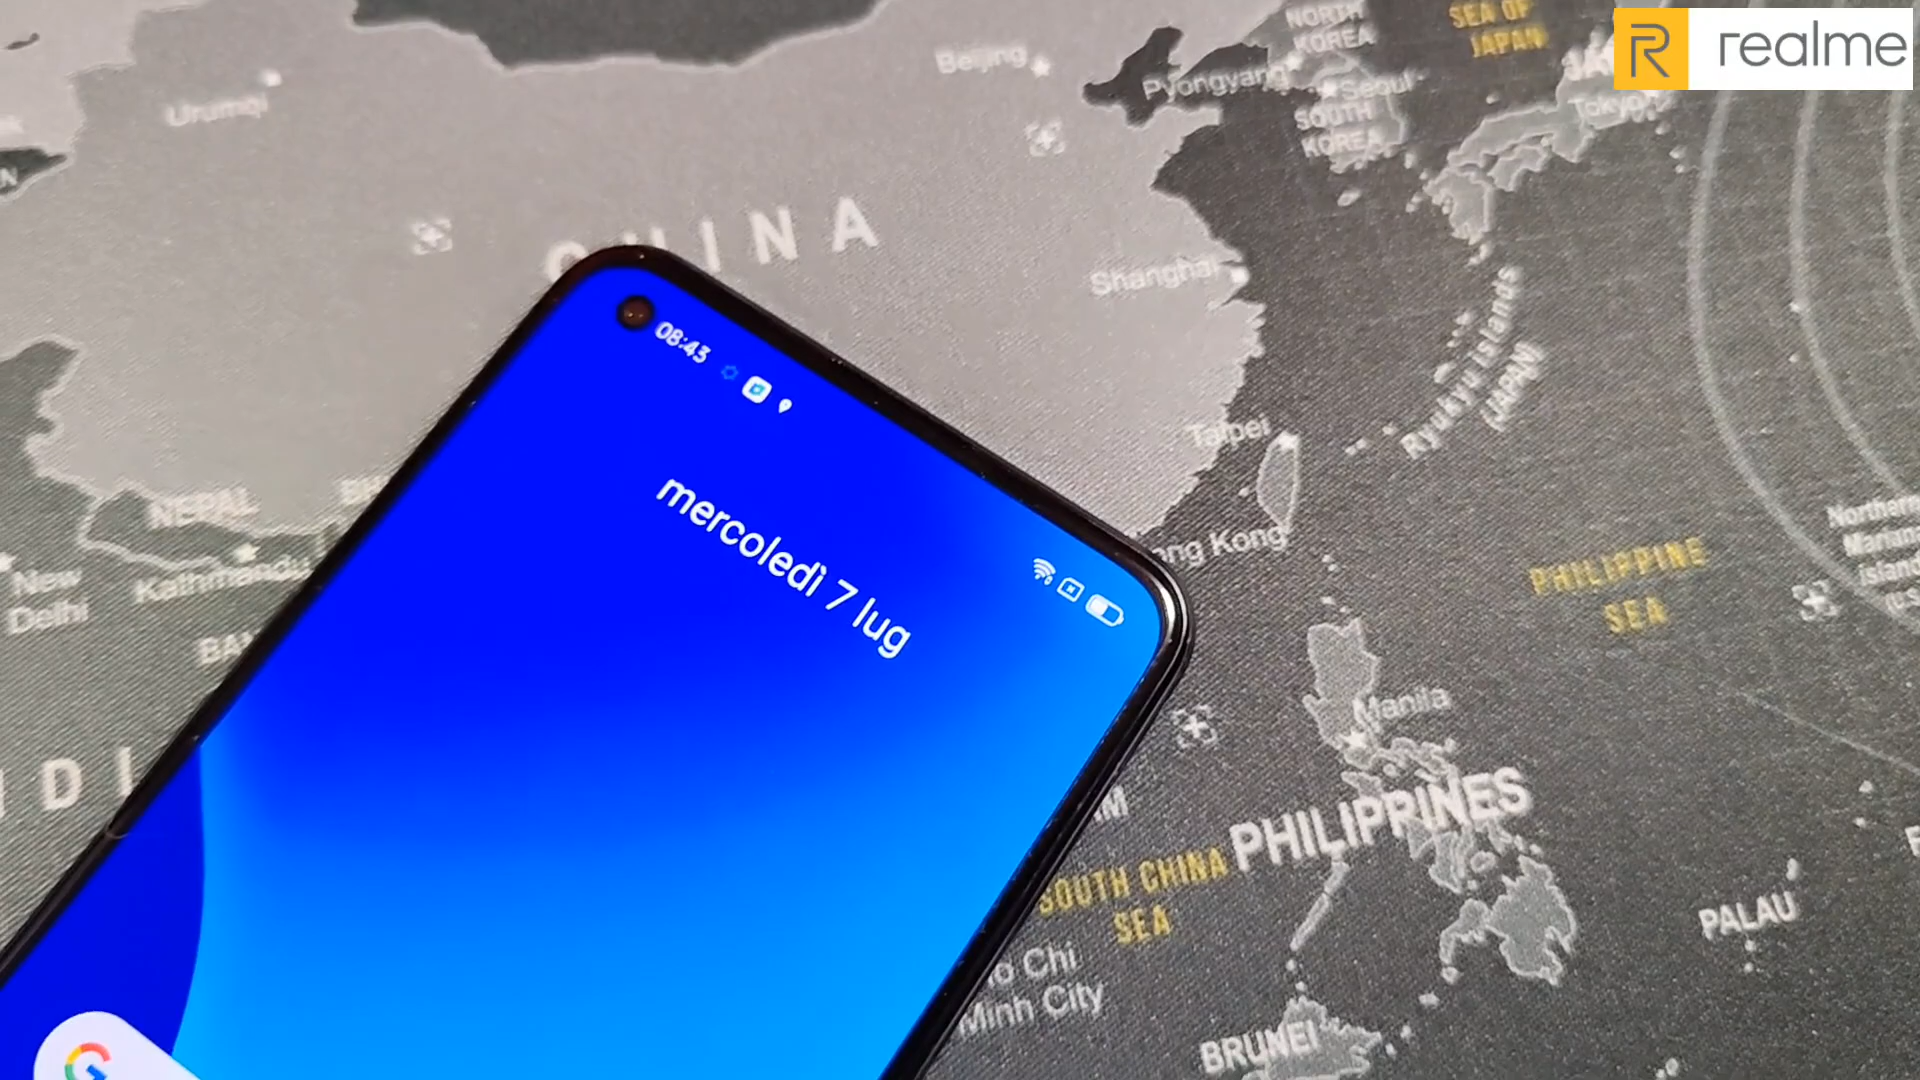 realme
NORTH
KOREA
SEA OF
JAPAN
Beijing
Pyongyang
Seoul
SOUTH
KOREA
Tokyo
Urumqi
CHINA
Shanghai
Ryukyu Islands
(JAPAN)
08:43
Taipei
mercoledì 7 lug
NEPAL
Kathmandu
New
Delhi
Kong
Northern
PHILIPPINE
SEA
Manila
PHILIPPINES
SOUTH CHINA
SEA
Chi
Minh City
PALAU
BRUNEI
G